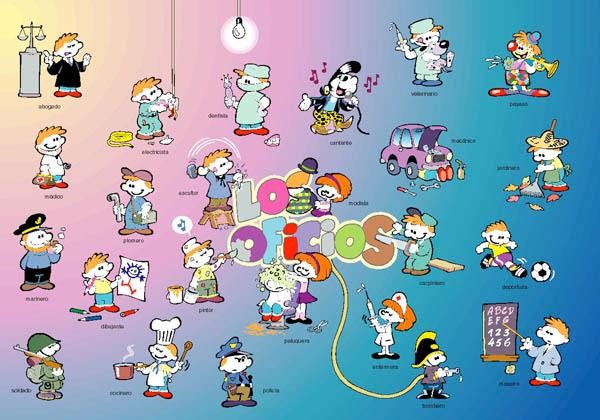 abogado
electricista
dentista
cantante
veterinario
payaso
médico
plomero
escultor
modista
mecánico
jardinero
LOS
OFICIOS
marinero
dibujante
pintor
peluquera
carpintero
deportista
enfermera
ABCD
EFG
123
456
soldado
cocinero
policía
bombero
maestro